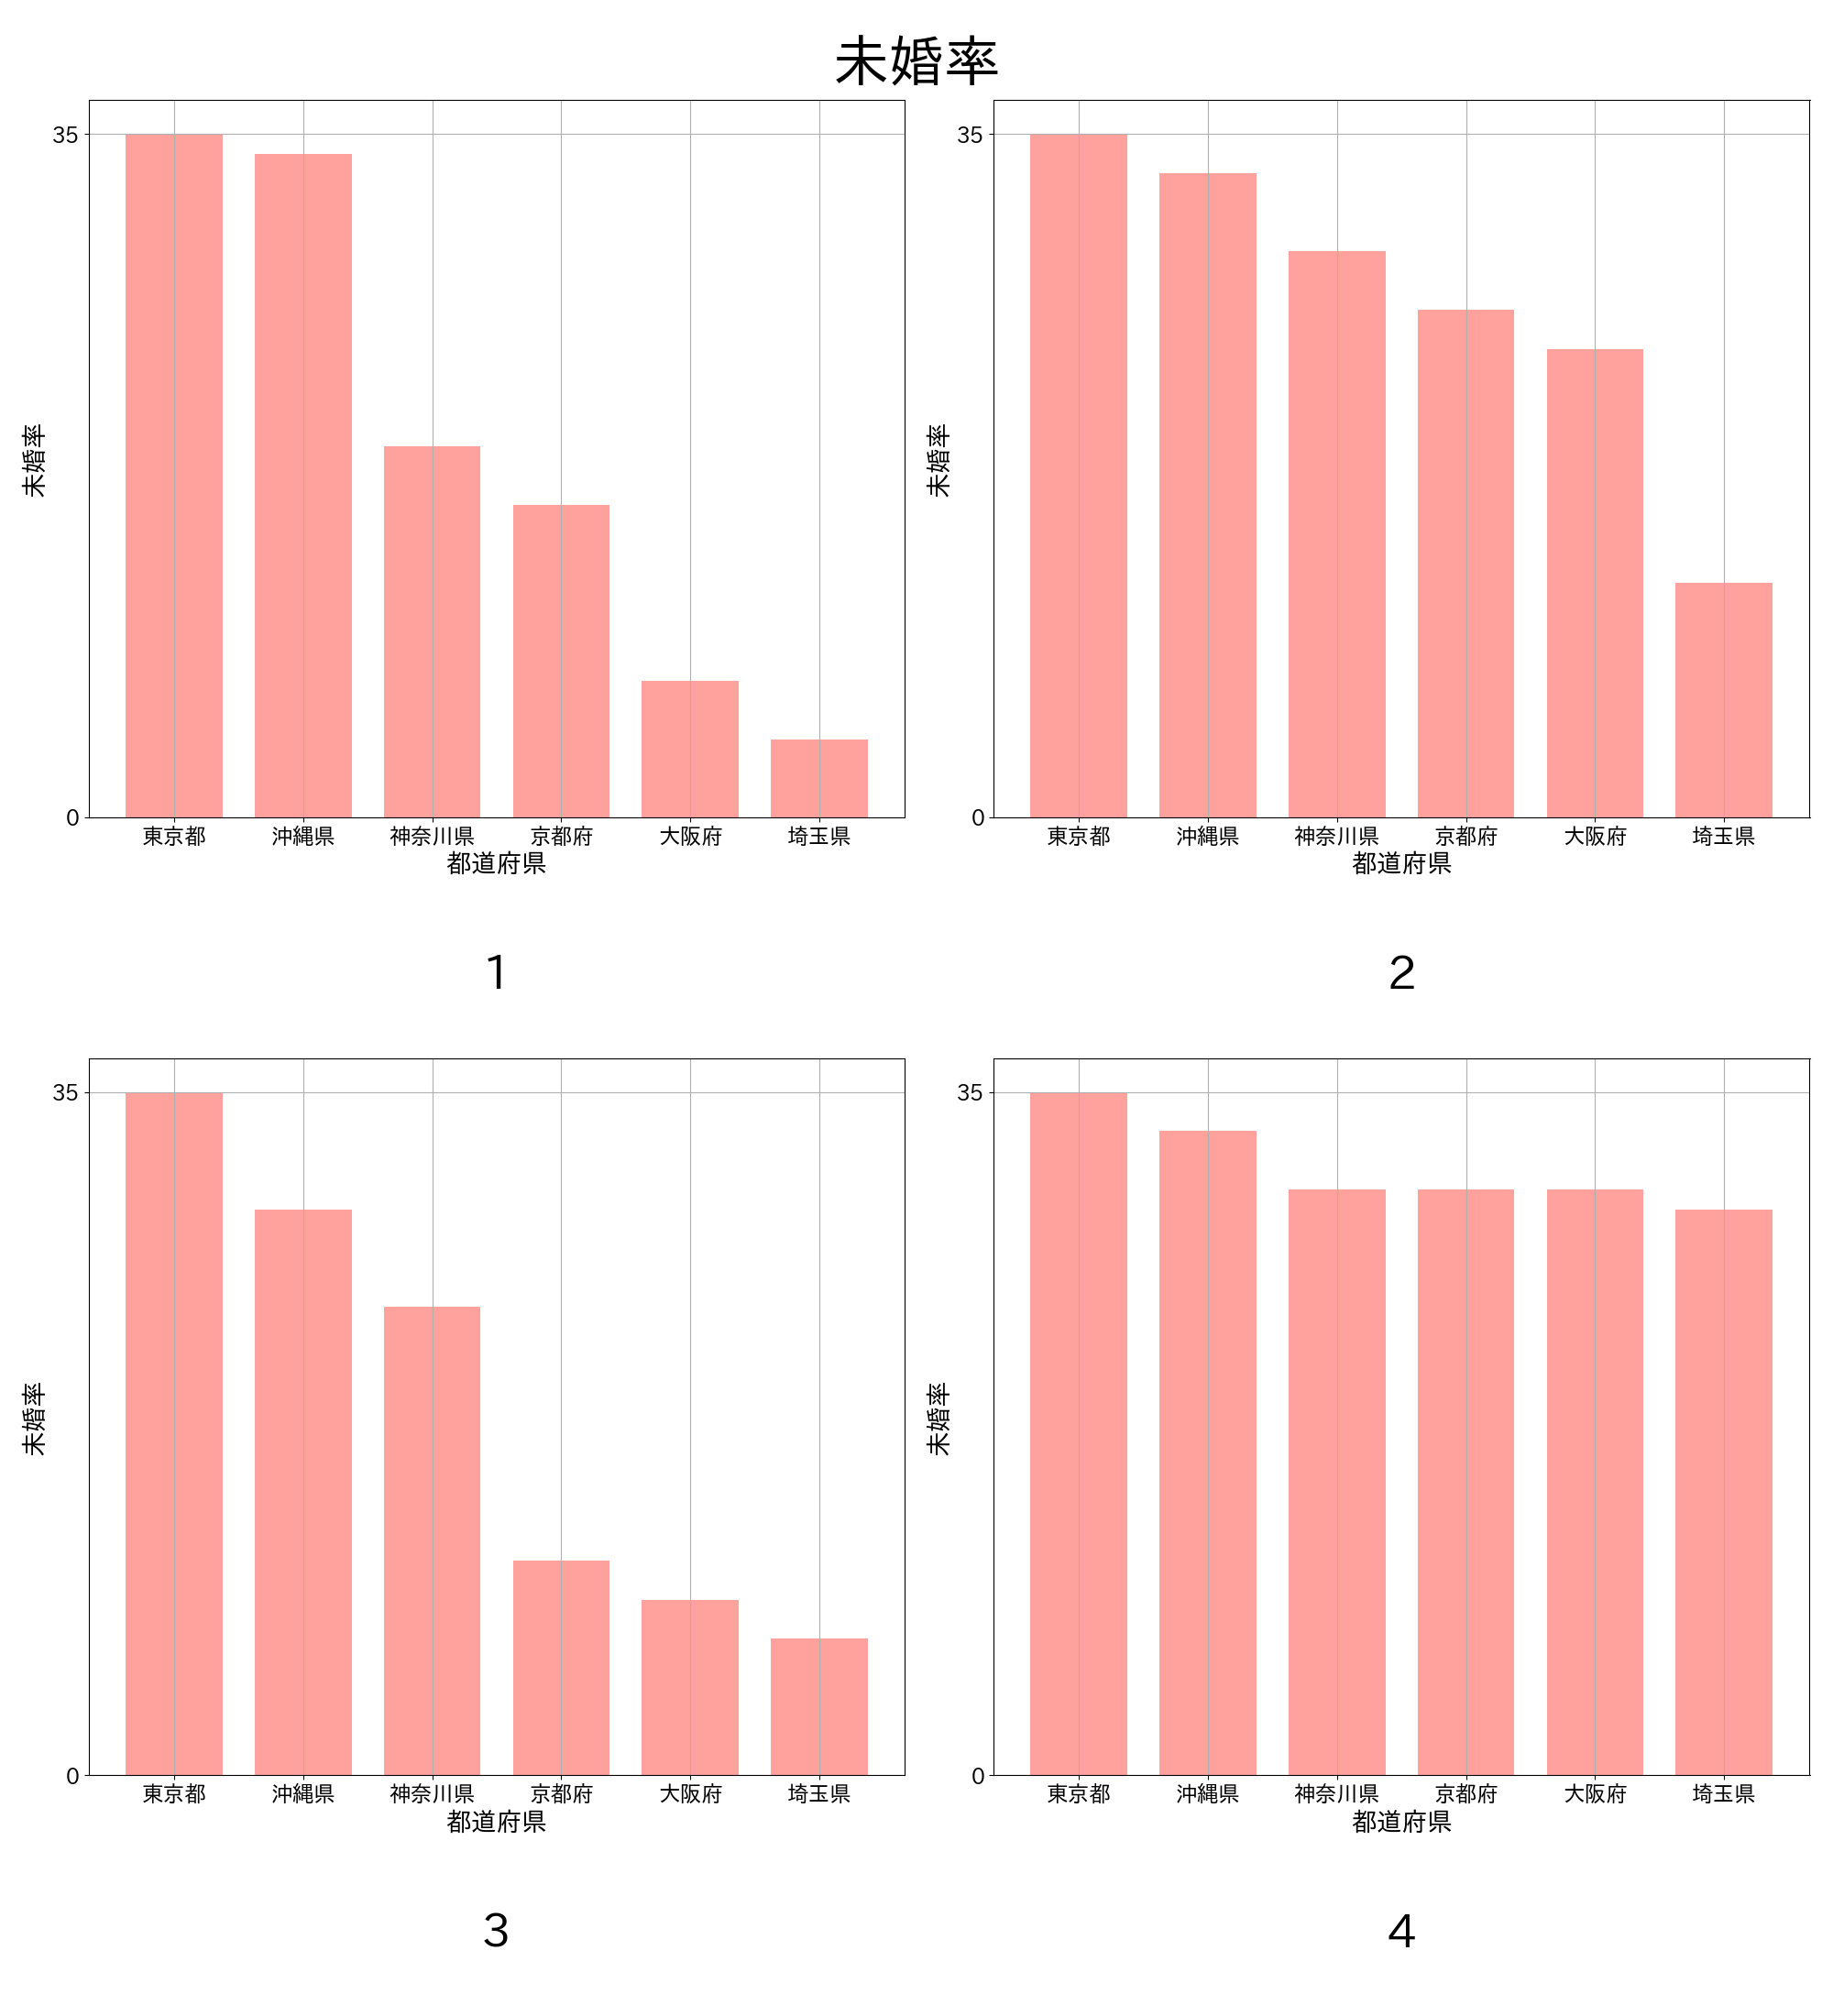 未婚率
35
0
未婚率
東京都 沖縄県 神奈川県 京都府 大阪府 埼玉県
都道府県
1
35
0
未婚率
東京都 沖縄県 神奈川県 京都府 大阪府 埼玉県
都道府県
2
35
0
未婚率
東京都 沖縄県 神奈川県 京都府 大阪府 埼玉県
都道府県
3
35
0
未婚率
東京都 沖縄県 神奈川県 京都府 大阪府 埼玉県
都道府県
4